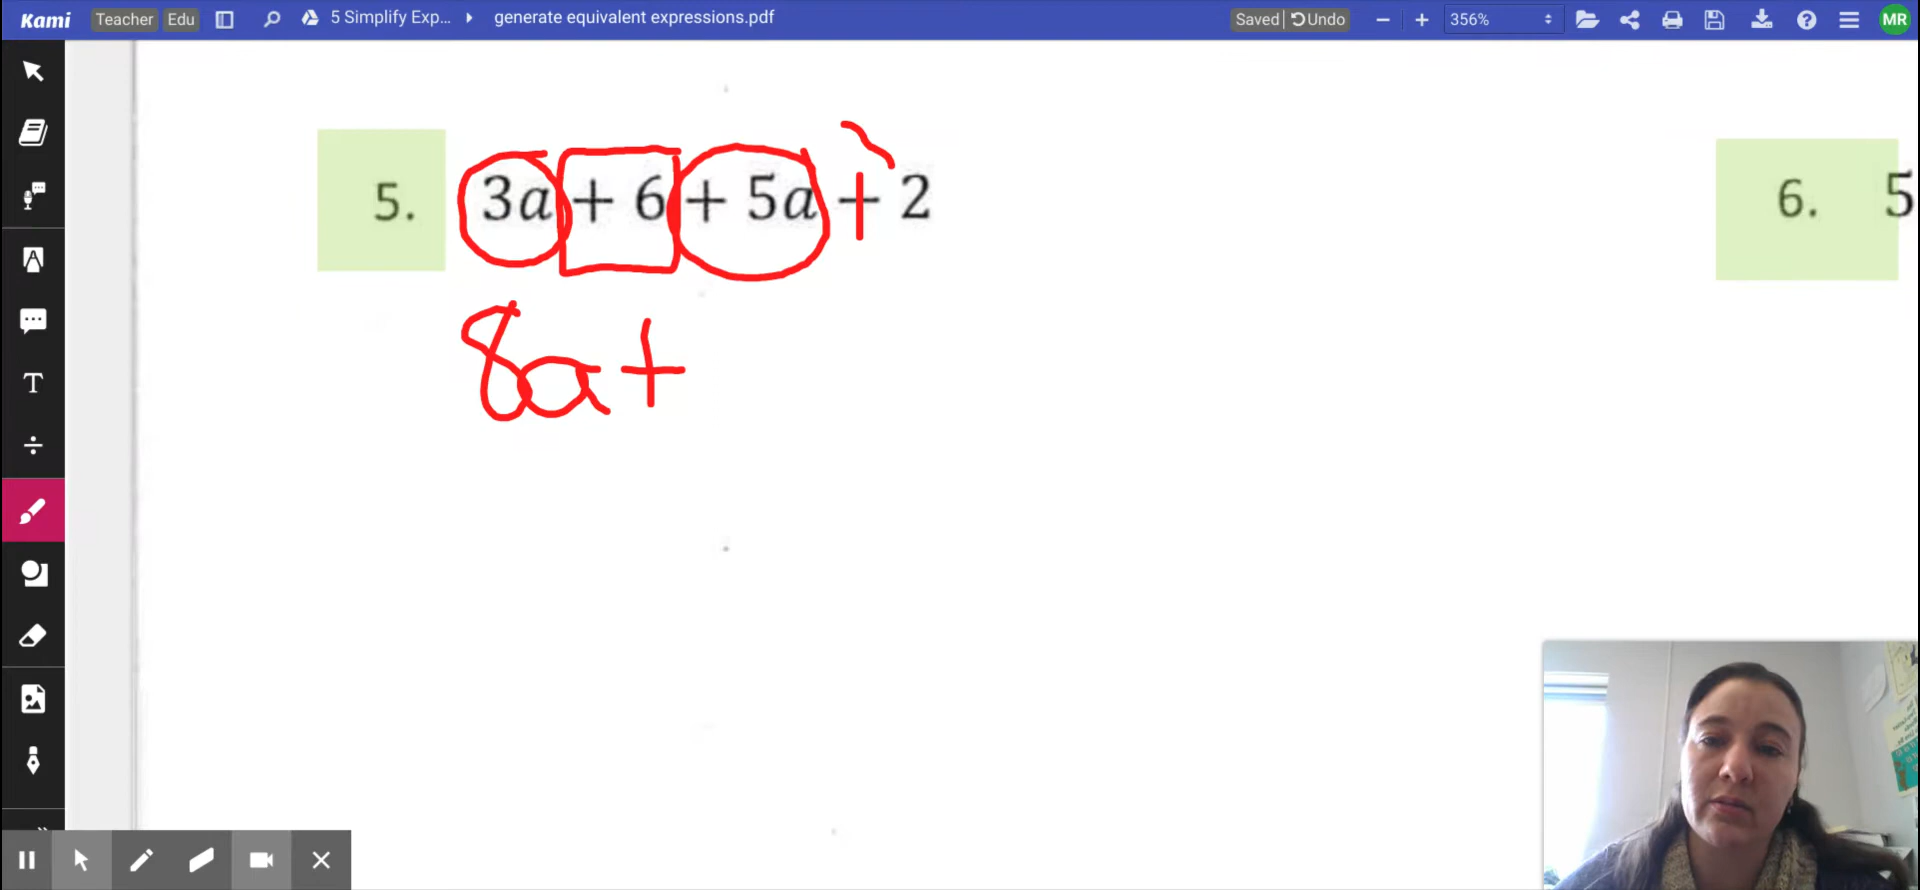 Kami Teacher Edu 5 Simplify Exp... generate equivalent expressions.pdf Saved Undo 356% MR
5. 3a + 6 + 5a + 2
6. 5
8a +
T